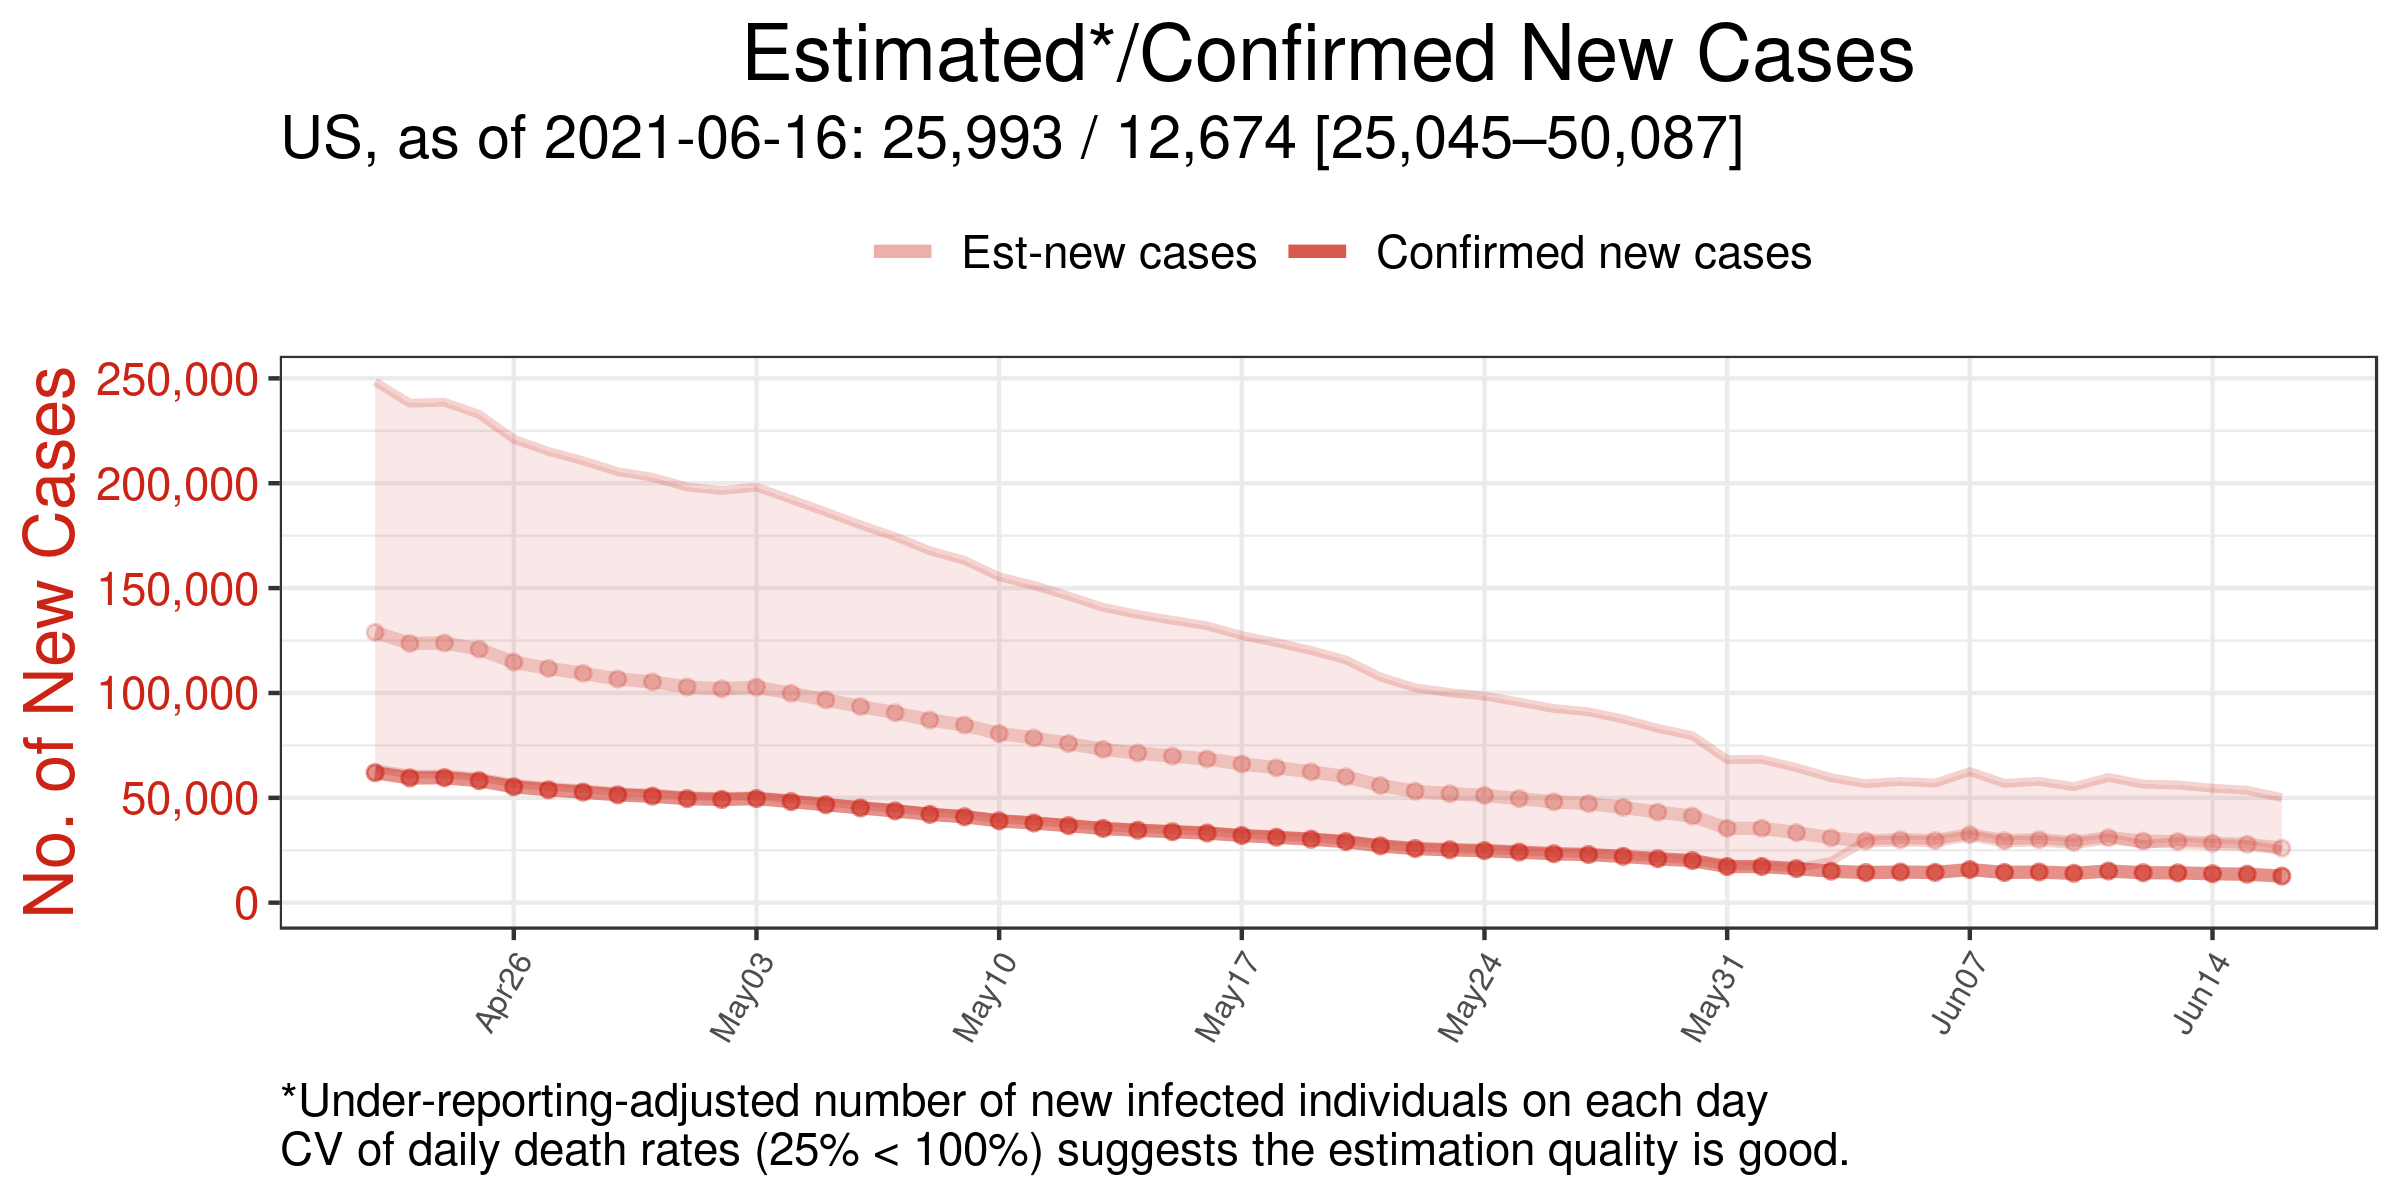 Estimated*/Confirmed New Cases
US, as of 2021-06-16: 25,993 / 12,674 [25,045–50,087]
Est-new cases Confirmed new cases
No. of New Cases
250,000
200,000
150,000
100,000
50,000
0
Apr26 May03 May10 May17 May24 May31 Jun07 Jun14
*Under-reporting-adjusted number of new infected individuals on each day
CV of daily death rates (25% < 100%) suggests the estimation quality is good.